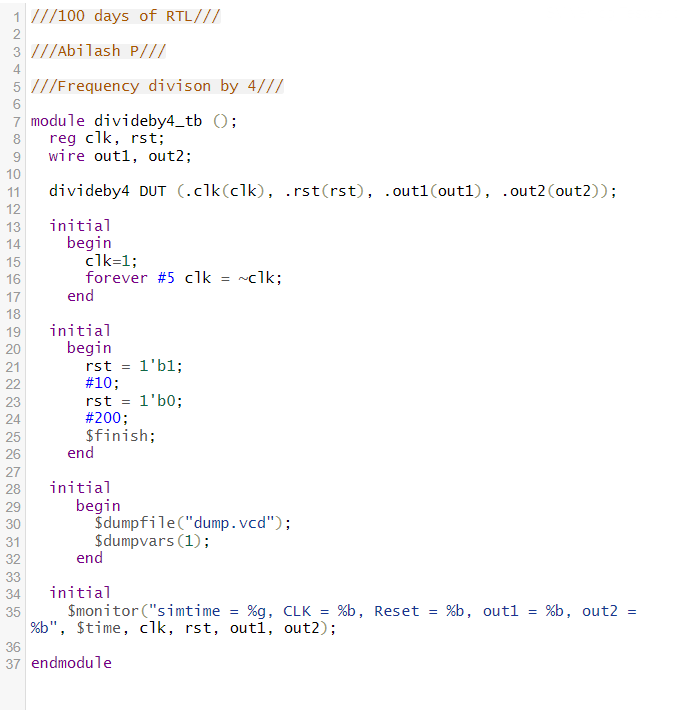 1 ///100 days of RTL///
2
3 ///Abilash P///
4
5 ///Frequency divison by 4///
6
7 module divideby4_tb ();
8 reg clk, rst;
9 wire out1, out2;
10
11 divideby4 DUT (.clk(clk), .rst(rst), .out1(out1), .out2(out2));
12
13 initial
14 begin
15 clk=1;
16 forever #5 clk = ~clk;
17 end
18
19 initial
20 begin
21 rst = 1'b1;
22 #10;
23 rst = 1'b0;
24 #200;
25 $finish;
26 end
27
28 initial
29 begin
30 $dumpfile("dump.vcd");
31 $dumpvars(1);
32 end
33
34 initial
35 $monitor("simtime = %g, CLK = %b, Reset = %b, out1 = %b, out2 =
%b", $time, clk, rst, out1, out2);
36
37 endmodule